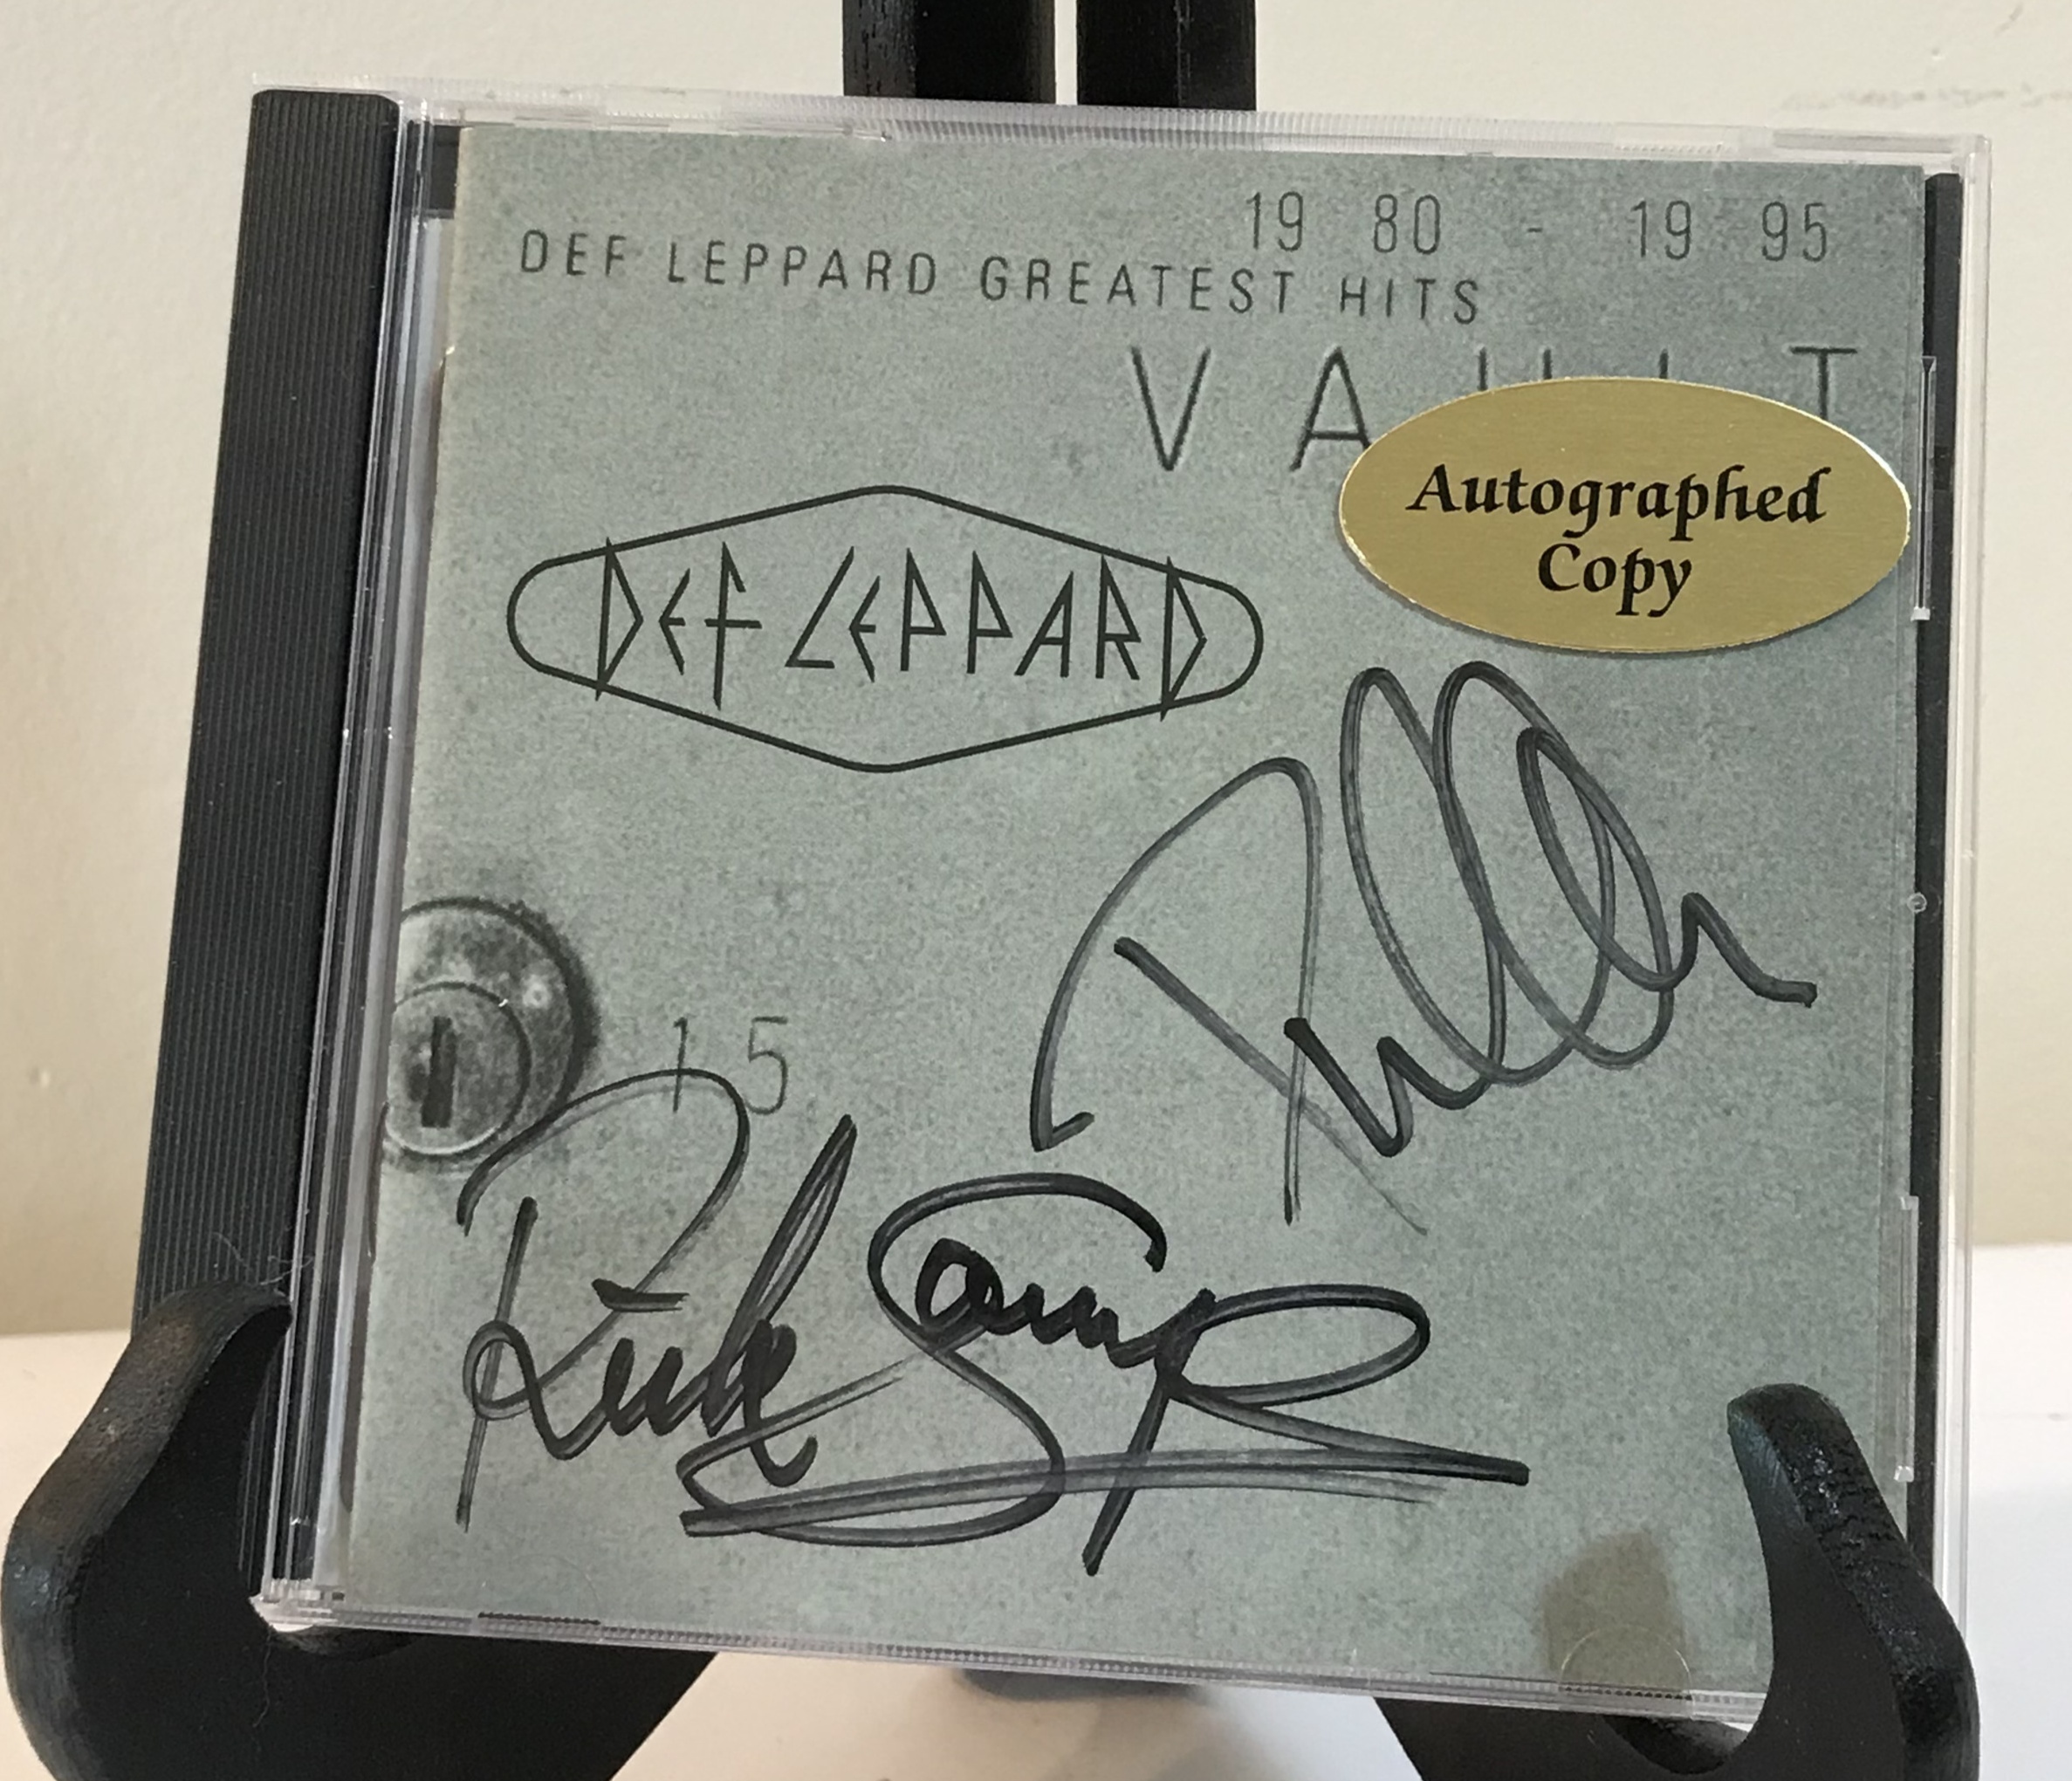 19 80 - 19 95
DEF LEPPARD GREATEST HITS
VAULT
Autographed
Copy
DEF LEPPARD
15